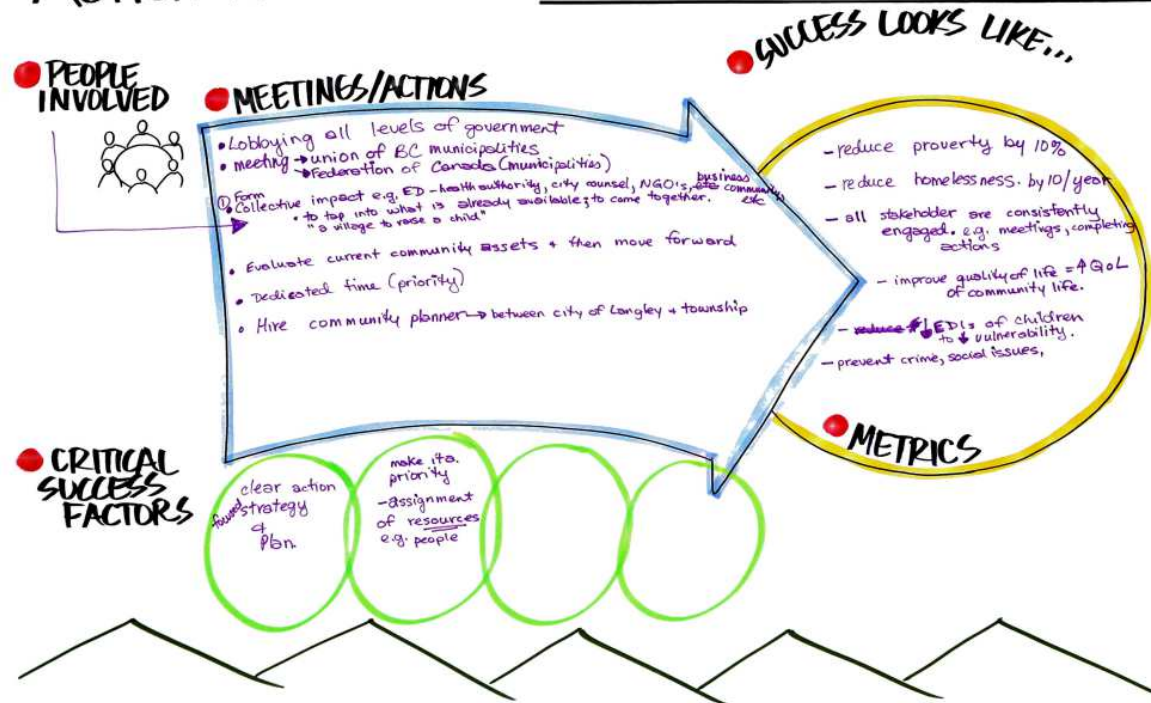 SUCCESS LOOKS LIKE...
PEOPLE
INVOLVED
MEETINGS/ACTIONS
• Lobbying all levels of government
• meeting → union of BC municipalities
→ Federation of Canada (municipalities)
① Form
• Collective impact e.g. ED - health authority, city counsel, NGO's, etc community
business
etc
" to tap into what is already available; to come together.
" a village to raise a child"
• Evaluate current community assets + then move forward
• Dedicated time (priority)
• Hire community planner → between city of Langley + township
- reduce proverty by 10%
- reduce homelessness. by 10/year
- all stakeholder are consistently
engaged. e.g. meetings, completing
actions
- improve quality of life = ↑ QoL
of community life.
- reduce # ↓ EDIs of children
to ↓ vulnerability.
- prevent crime, social issues,
METRICS
CRITICAL
SUCCESS
FACTORS
clear action
focused strategy
&
Plan.
make it a
priority
- assignment
of resources
e.g. people